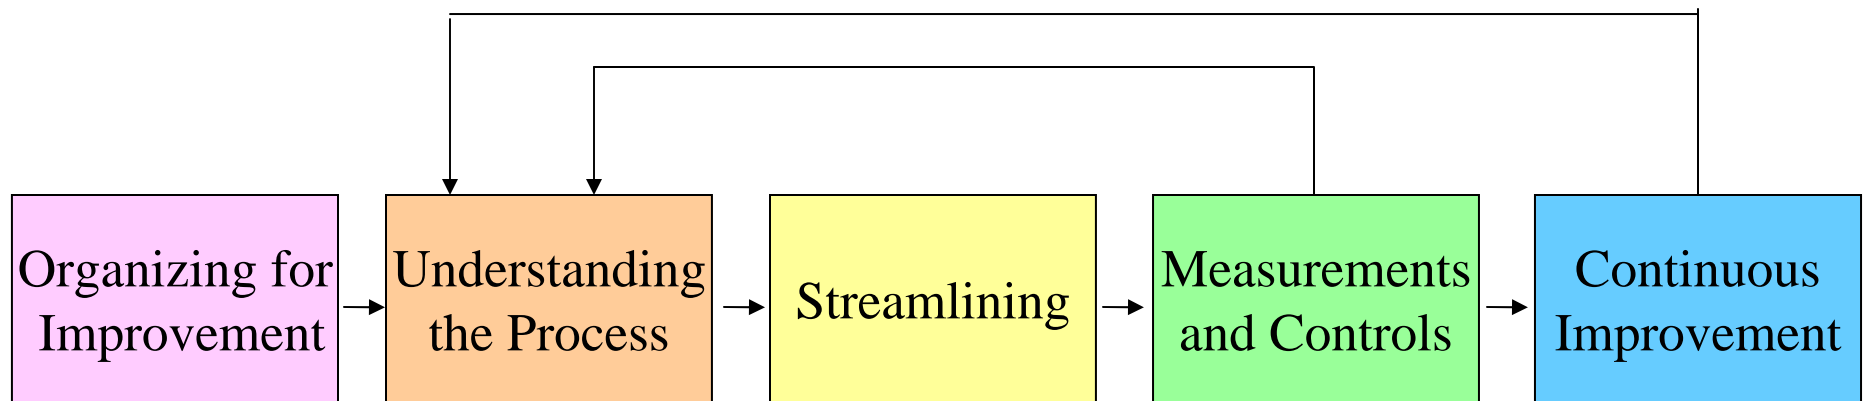 Organizing for
Improvement
Understanding
the Process
Streamlining
Measurements
and Controls
Continuous
Improvement